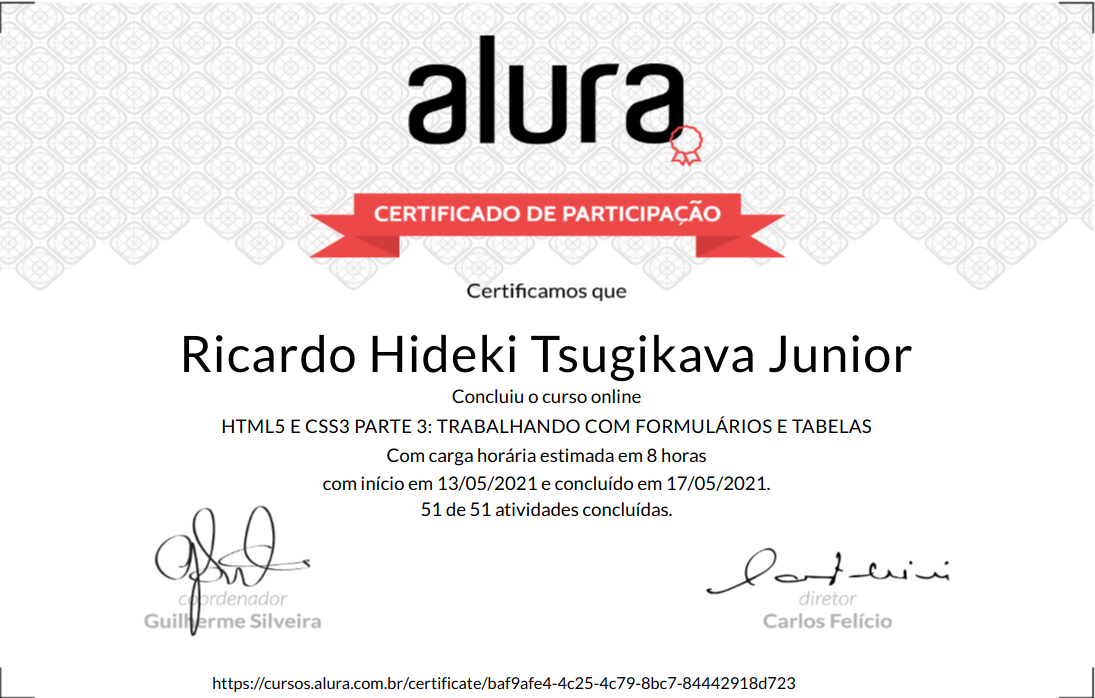 alura
CERTIFICADO DE PARTICIPAÇÃO
Certificamos que
Ricardo Hideki Tsugikava Junior
Concluiu o curso online
HTML5 E CSS3 PARTE 3: TRABALHANDO COM FORMULÁRIOS E TABELAS
Com carga horária estimada em 8 horas
com início em 13/05/2021 e concluído em 17/05/2021.
51 de 51 atividades concluídas.
coordenador
Guilherme Silveira
diretor
Carlos Felício
https://cursos.alura.com.br/certificate/baf9afe4-4c25-4c79-8bc7-84442918d723